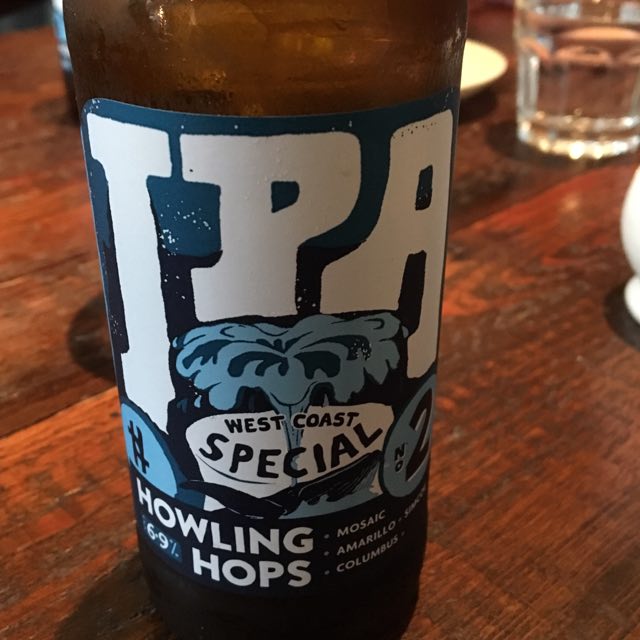 IPA
WEST COAST
SPECIAL
H
NO 2
HOWLING
6·9% HOPS
· MOSAIC
· AMARILLO ·
· COLUMBUS ·